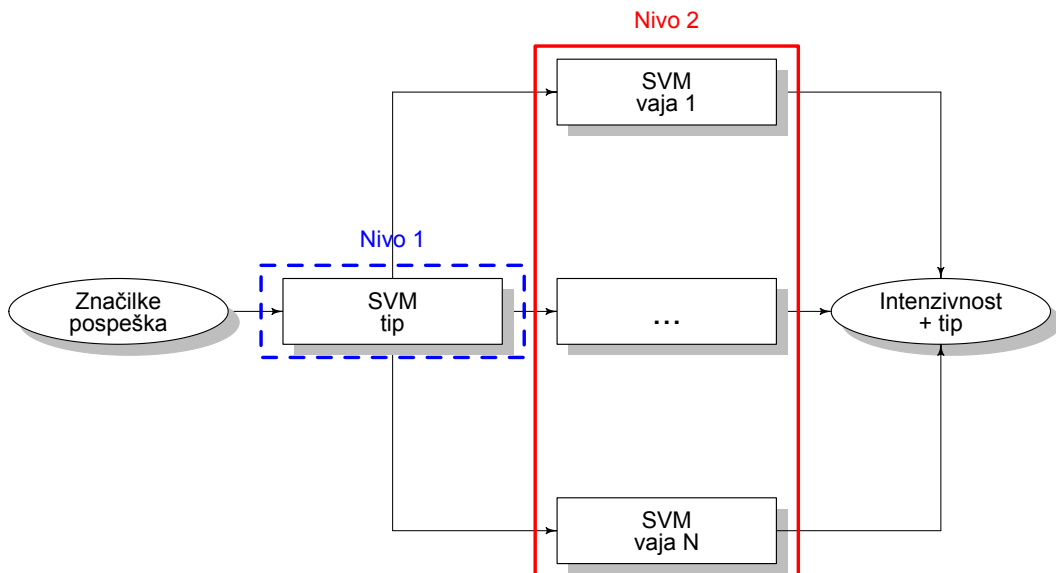 Nivo 2
SVM
vaja 1
Nivo 1
Značilke
pospeška
SVM
tip
...
Intenzivnost
+ tip
SVM
vaja N